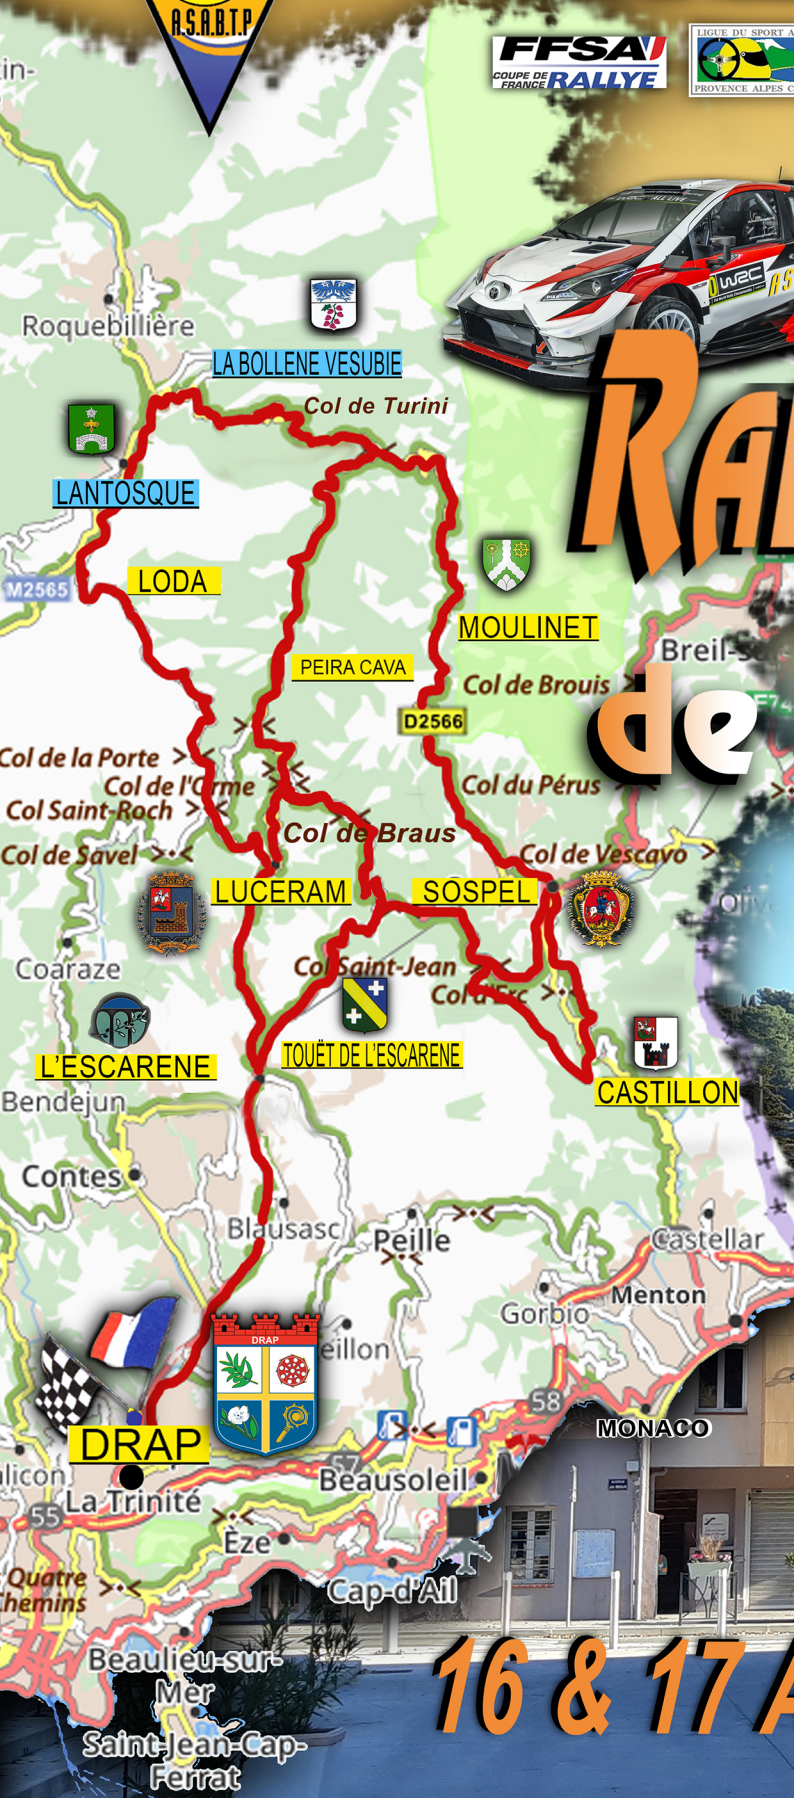 A.S.A.B.T.P
FFSA
COUPE DE
FRANCE RALLYE
LIGUE DU SPORT A
PROVENCE ALPES C
WRC
Roquebillière
LA BOLLENE VESUBIE
Col de Turini
LANTOSQUE
M2565
LODA
MOULINET
RAL
Breil-S
PEIRA CAVA
Col de Brouis
de
D2566
Col de la Porte
Col de l'Orme
Col du Pérus
Col Saint-Roch
Col de Braus
Col de Savel
Col de Vescavo
LUCERAM
SOSPEL
Coaraze
Col Saint-Jean
Col d'Erc
L'ESCARENE
TOUËT DE L'ESCARENE
CASTILLON
Bendejun
Contes
Blausasc
Peille
Castellar
Menton
Gorbio
DRAP
eillon
58
MONACO
DRAP
57
Beausoleil
La Trinité
55
Èze
Quatre
Chemins
Cap-d'Ail
Beaulieu-sur-
Mer
16 & 17 A
Saint-Jean-Cap-
Ferrat